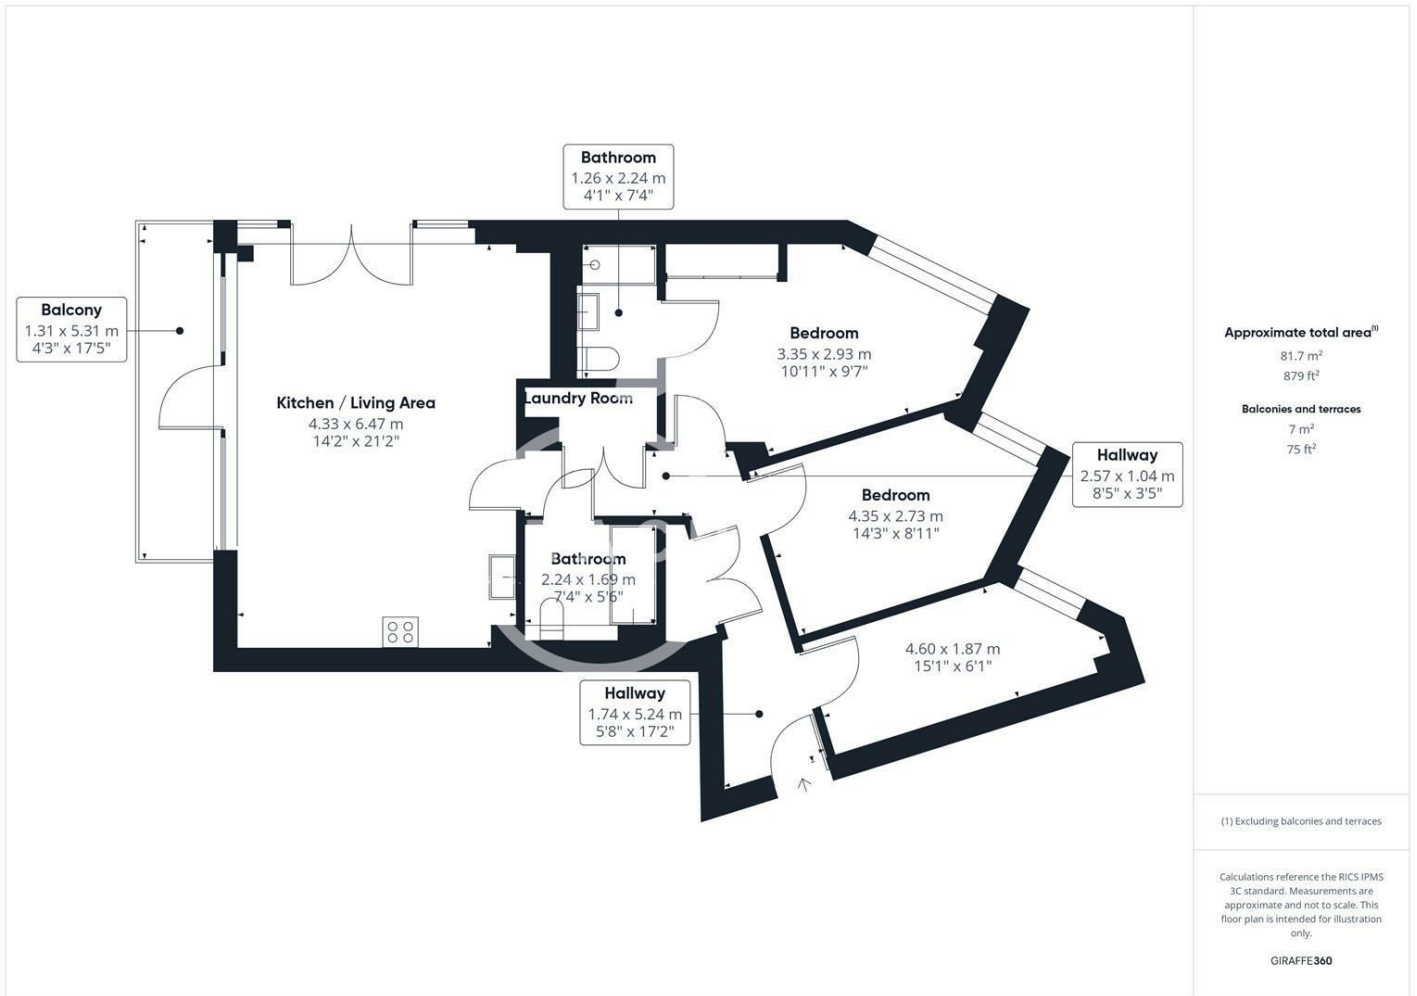 Bathroom
1.26 x 2.24 m
4'1" x 7'4"
Balcony
1.31 x 5.31 m
4'3" x 17'5"
Kitchen / Living Area
4.33 x 6.47 m
14'2" x 21'2"
Bedroom
3.35 x 2.93 m
10'11" x 9'7"
Laundry Room
Hallway
2.57 x 1.04 m
8'5" x 3'5"
Bedroom
4.35 x 2.73 m
14'3" x 8'11"
Bathroom
2.24 x 1.69 m
7'4" x 5'6"
4.60 x 1.87 m
15'1" x 6'1"
Hallway
1.74 x 5.24 m
5'8" x 17'2"
Approximate total area(1)
81.7 m²
879 ft²
Balconies and terraces
7 m²
75 ft²
(1) Excluding balconies and terraces
Calculations reference the RICS IPMS
3C standard. Measurements are
approximate and not to scale. This
floor plan is intended for illustration
only.
GIRAFFE360